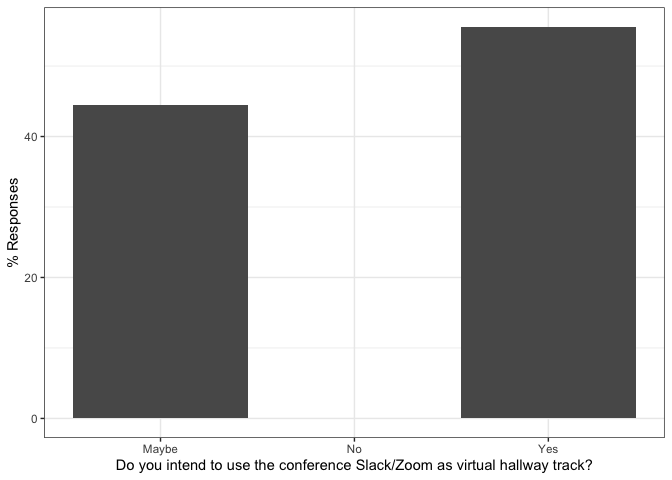 % Responses
40
20
0
Maybe No Yes
Do you intend to use the conference Slack/Zoom as virtual hallway track?